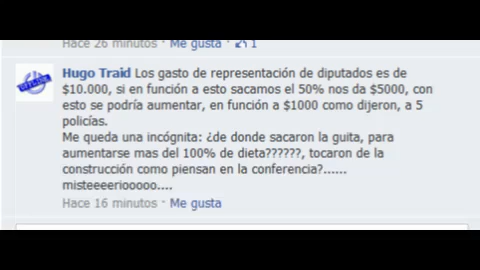 Hace 26 minutos · Me gusta · 1
Hugo Traid Los gasto de representación de diputados es de
$10.000, si en función a esto sacamos el 50% nos da $5000, con
esto se podría aumentar, en función a $1000 como dijeron, a 5
policías.
Me queda una incógnita: ¿de donde sacaron la guita, para
aumentarse mas del 100% de dieta??????, tocaron de la
construcción como piensan en la conferencia?......
misteeeeriooooo....
Hace 16 minutos · Me gusta